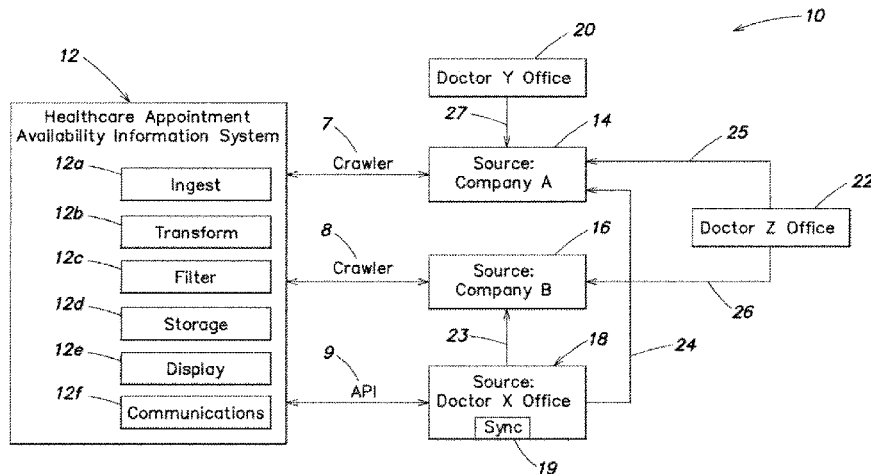 10
20
12
Doctor Y Office
Healthcare Appointment
Availability Information System
7
27
14
25
12a
Ingest
Crawler
Source:
Company A
22
12b
Transform
8
16
Doctor Z Office
12c
Filter
Crawler
Source:
Company B
12d
Storage
26
12e
Display
9
23
18
24
12f
Communications
API
Source:
Doctor X Office
Sync
19